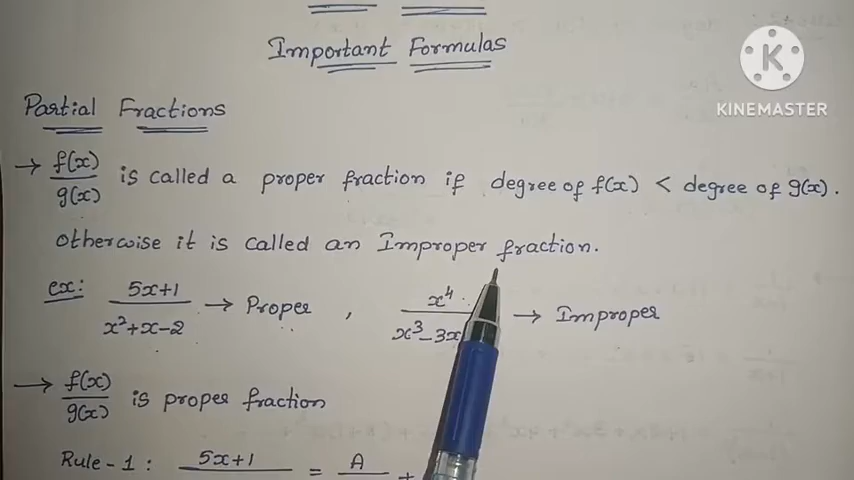 Important Formulas
KINEMASTER
Partial Fractions
→ f(x)/g(x) is called a proper fraction if degree of f(x) < degree of g(x).
otherwise it is called an Improper fraction.
ex: 5x+1/x²+x-2 → Proper , x⁴/x³-3x → Improper
→ f(x)/g(x) is proper fraction
Rule-1: 5x+1 = A +